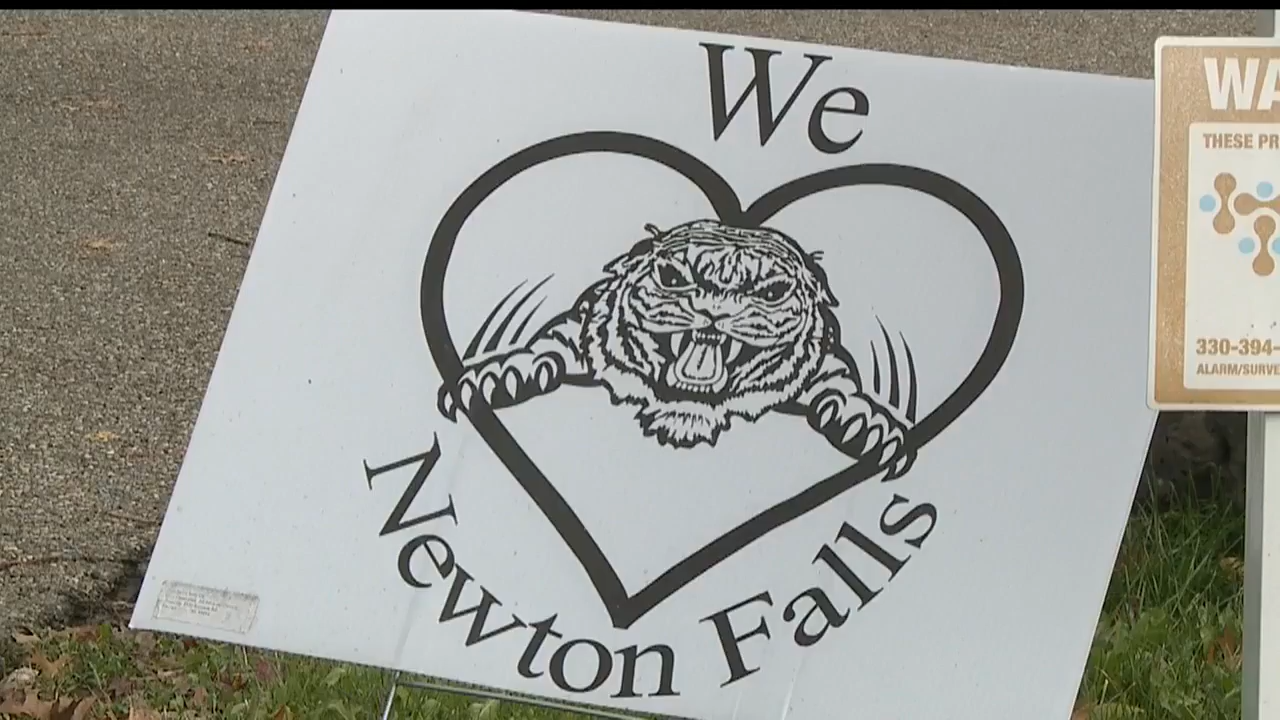 We
Newton Falls
WA
THESE PR
330-394-
ALARM/SURVE